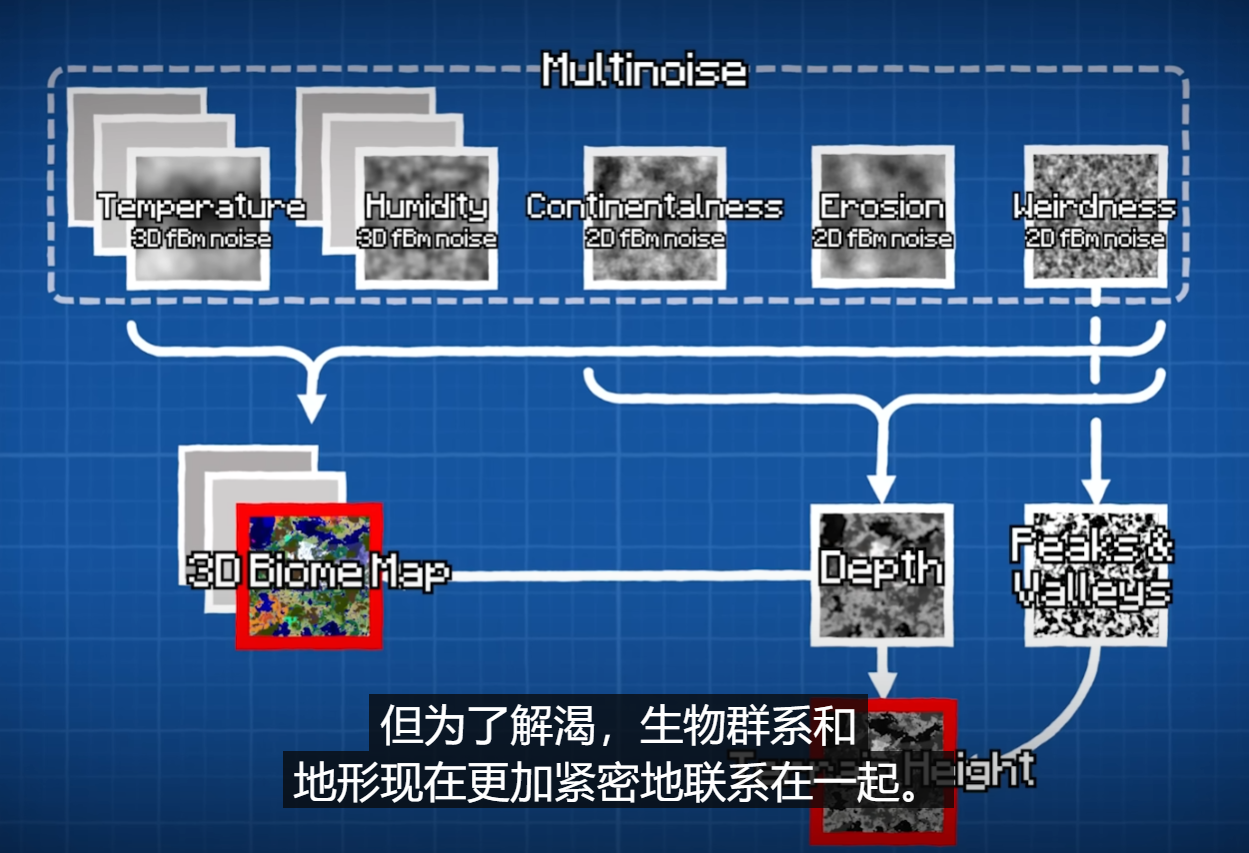 Multinoise
Temperature
3D fBm noise
Humidity
3D fBm noise
Continentalness
2D fBm noise
Erosion
2D fBm noise
Weirdness
2D fBm noise
3D Biome Map
Depth
Peaks &
Valleys
Height
但为了解渴，生物群系和
地形现在更加紧密地联系在一起。